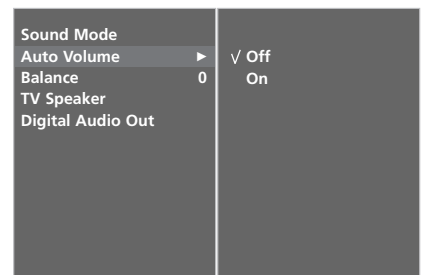 Sound Mode
Auto Volume ►
Balance 0
TV Speaker
Digital Audio Out
√ Off
On